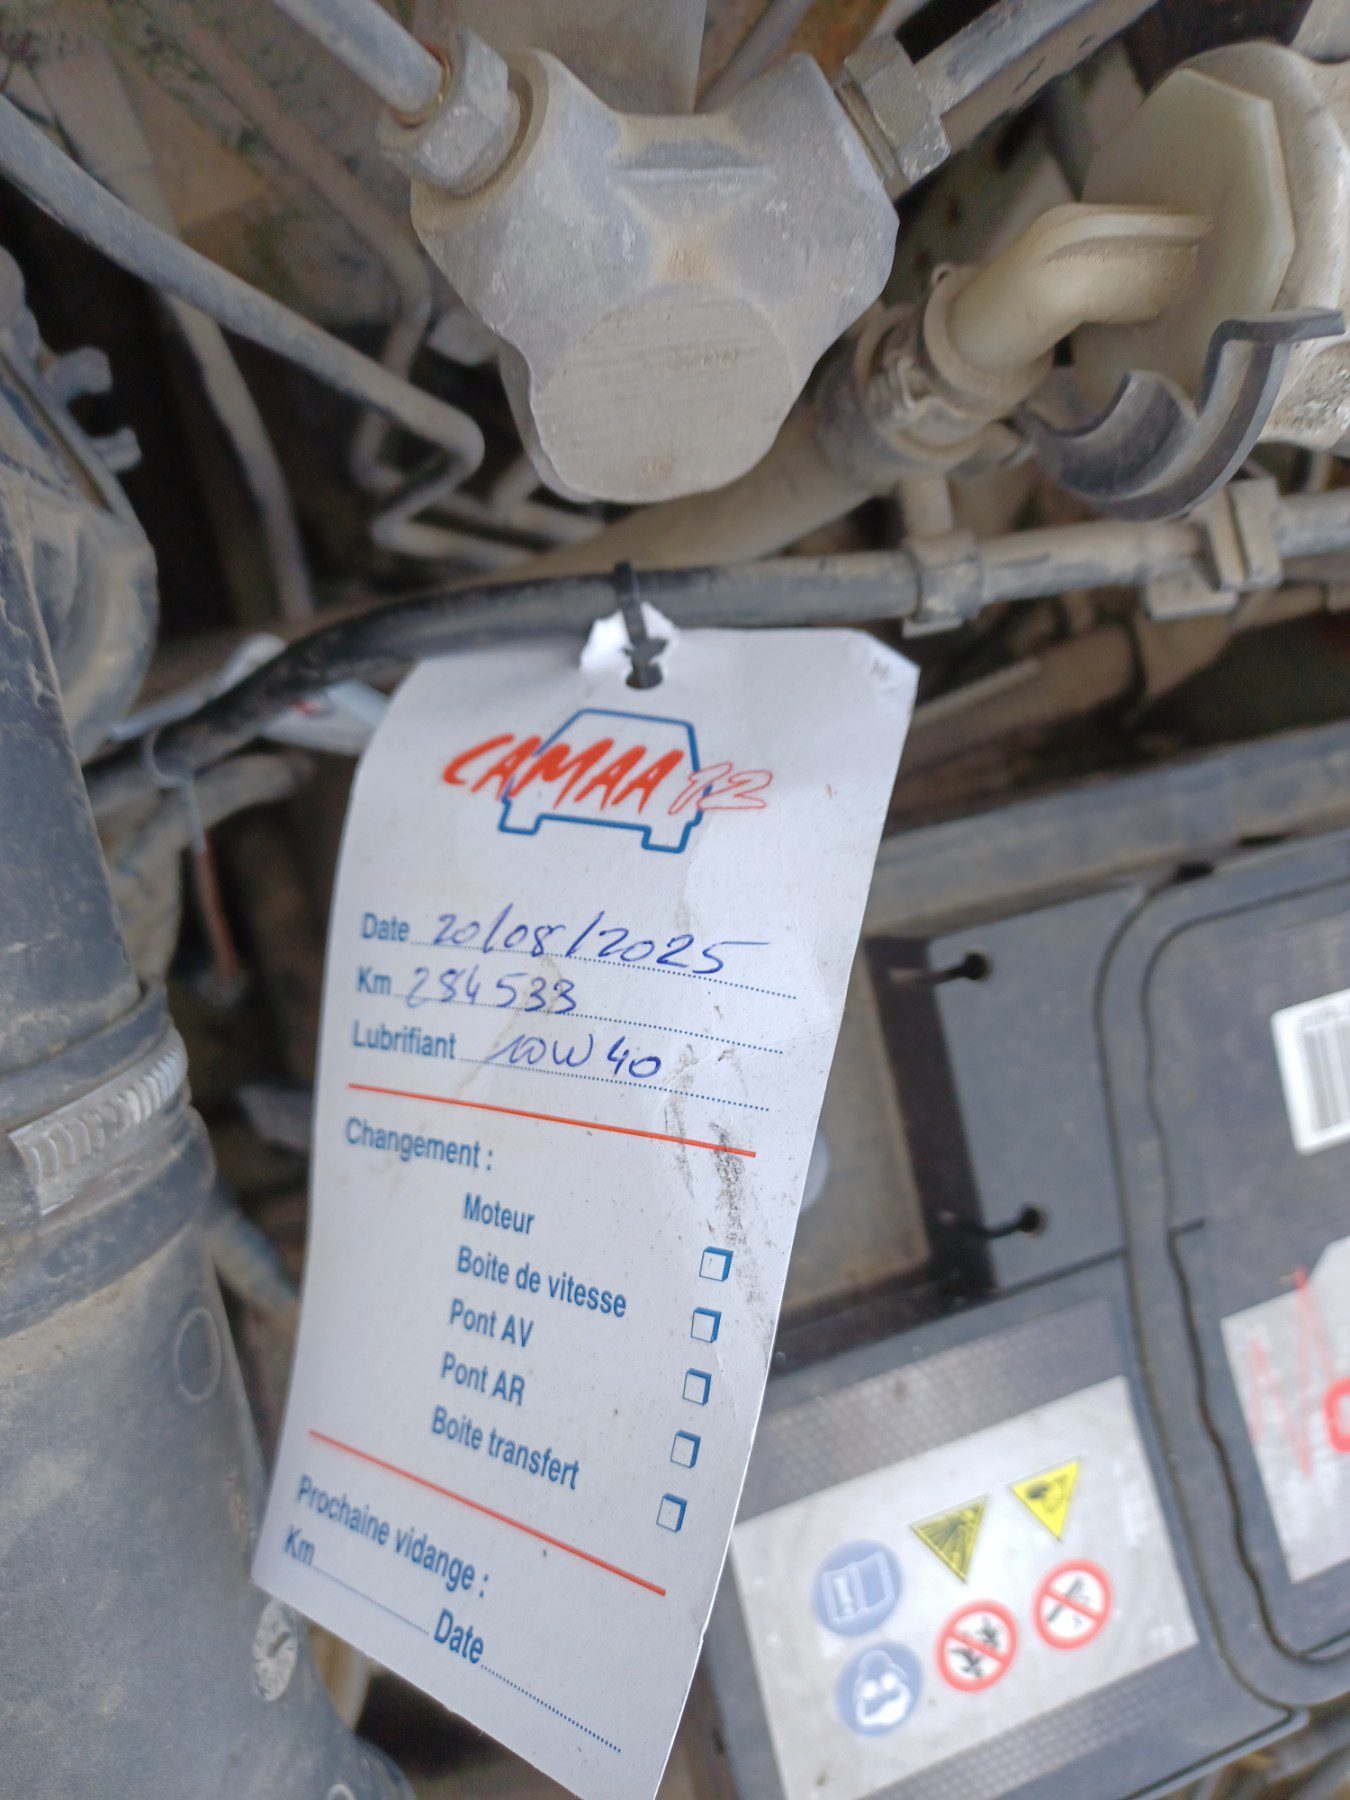 CAMAA 12
Date 20/08/2025
Km 284533
Lubrifiant 10W40
Changement :
Moteur
Boite de vitesse
Pont AV
Pont AR
Boite transfert
Prochaine vidange :
Km
Date